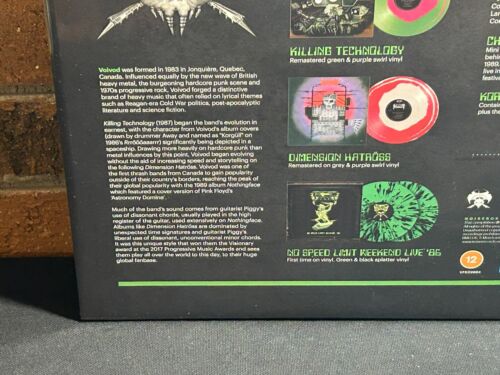 Voivod was formed in 1983 in Jonquière, Quebec,
Canada. Influenced equally by the new wave of British
heavy metal, the burgeoning hardcore punk scene and
1970s progressive rock, Voivod forged a distinctive
brand of heavy music that often relied on lyrical themes
such as Reagan-era Cold War politics, post-apocalyptic
literature and science fiction.
Killing Technology (1987) began the band's evolution in
earnest, with the character from Voivod's album covers
(drawn by drummer Away and named as "Korgüll" on
1986's Rrröööaaarrr) significantly being depicted in a
spaceship. Drawing more heavily on hardcore punk than
metal influences by this point, Voivod began evolving
without the aid of increasing speed and storytelling on
the following Dimension Hatröss. Voivod was one of
the first thrash bands from Canada to gain popularity
outside of their country's borders, reaching the peak of
their global popularity with the 1989 album Nothingface
which featured a cover version of Pink Floyd's
'Astronomy Domine'.
Much of the band's sound comes from guitarist Piggy's
use of dissonant chords, usually played in the high
register of the guitar, used extensively on Nothingface.
Albums like Dimension Hatröss are dominated by
unexpected time signatures and guitarist Piggy's
liberal use of dissonant, unconventional minor chords.
It was this unique style that won them the Visionary
award at the 2017 Progressive Music Awards and sees
them play all over the world to this day, to their huge
global fanbase.
KILLING TECHNOLOGY
Remastered green & purple swirl vinyl
DIMENSION HATRÖSS
Remastered on grey & purple swirl vinyl
NO SPEED LIMIT WEEKEND LIVE '86
First time on vinyl. Green & black splatter vinyl
CH
Mini
behin
1989.
live m
festiva
KOR
Contain
plus the
NOISEBOX
12